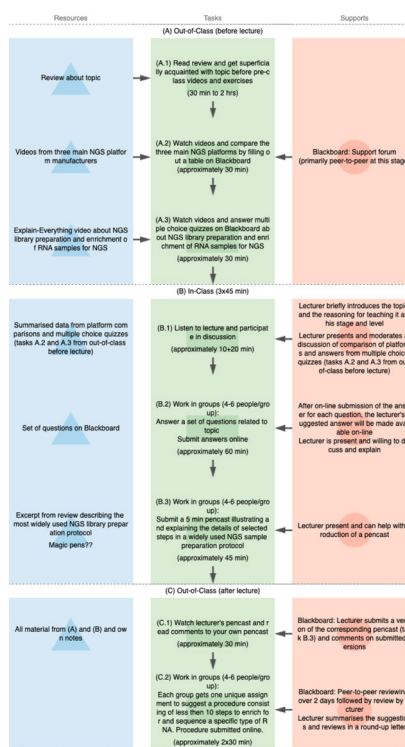 Resources Tasks Supports
(A) Out-of-Class (before lecture)
Review about topic
(A.1) Read review and get superficia
lly acquainted with topic before pre-c
lass videos and exercises
(30 min to 2 hrs)
Videos from three main NGS platfor
m manufacturers
(A.2) Watch videos and compare the
three main NGS platforms by filling o
ut a table on Blackboard
(approximately 30 min)
Blackboard: Support forum
(primarily peer-to-peer at this stage
Explain-Everything video about NGS
library preparation and enrichment o
f RNA samples for NGS
(A.3) Watch videos and answer multi
ple choice quizzes on Blackboard ab
out NGS library preparation and enri
chment of RNA samples for NGS
(approximately 30 min)
(B) In-Class (3x45 min)
Summarised data from platform com
parisons and multiple choice quizzes
(tasks A.2 and A.3 from out-of-class
before lecture)
(B.1) Listen to lecture and participat
e in discussion
(approximately 10+20 min)
Lecturer briefly introduces the topi
and the reasoning for teaching it a
his stage and level
Lecturer presents and moderates
discussion of comparison of platfor
s and answers from multiple choic
quizzes (tasks A.2 and A.3 from ou
of-class before lecture)
Set of questions on Blackboard
(B.2) Work in groups (4-6 people/gro
up):
Answer a set of questions related to
topic
Submit answers online
(approximately 60 min)
After on-line submission of the ans
er for each question, the lecturer's
uggested answer will be made ava
able on-line
Lecturer is present and willing to d
cuss and explain
Excerpt from review describing the
most widely used NGS library prepar
ation protocol
Magic pens??
(B.3) Work in groups (4-6 people/gro
up):
Submit a 5 min pencast illustrating a
nd explaining the details of selected
steps in a widely used NGS sample
preparation protocol
(approximately 45 min)
Lecturer present and can help with
roduction of a pencast
(C) Out-of-Class (after lecture)
All material from (A) and (B) and ow
n notes
(C.1) Watch lecturer's pencast and r
ead comments to your own pencast
(approximately 30 min)
Blackboard: Lecturer submits a ver
on of the corresponding pencast (t
k B.3) and comments on submitted
ersions
(C.2) Work in groups (4-6 people/gro
up):
Each group gets one unique assign
ment to suggest a procedure consist
ing of less then 10 steps to enrich fo
r and sequence a specific type of R
NA. Procedure submitted online.
(approximately 2x30 min)
Blackboard: Peer-to-peer reviewing
over 2 days followed by review by
cturer
Lecturer summarises the suggestio
s and reviews in a round-up letter